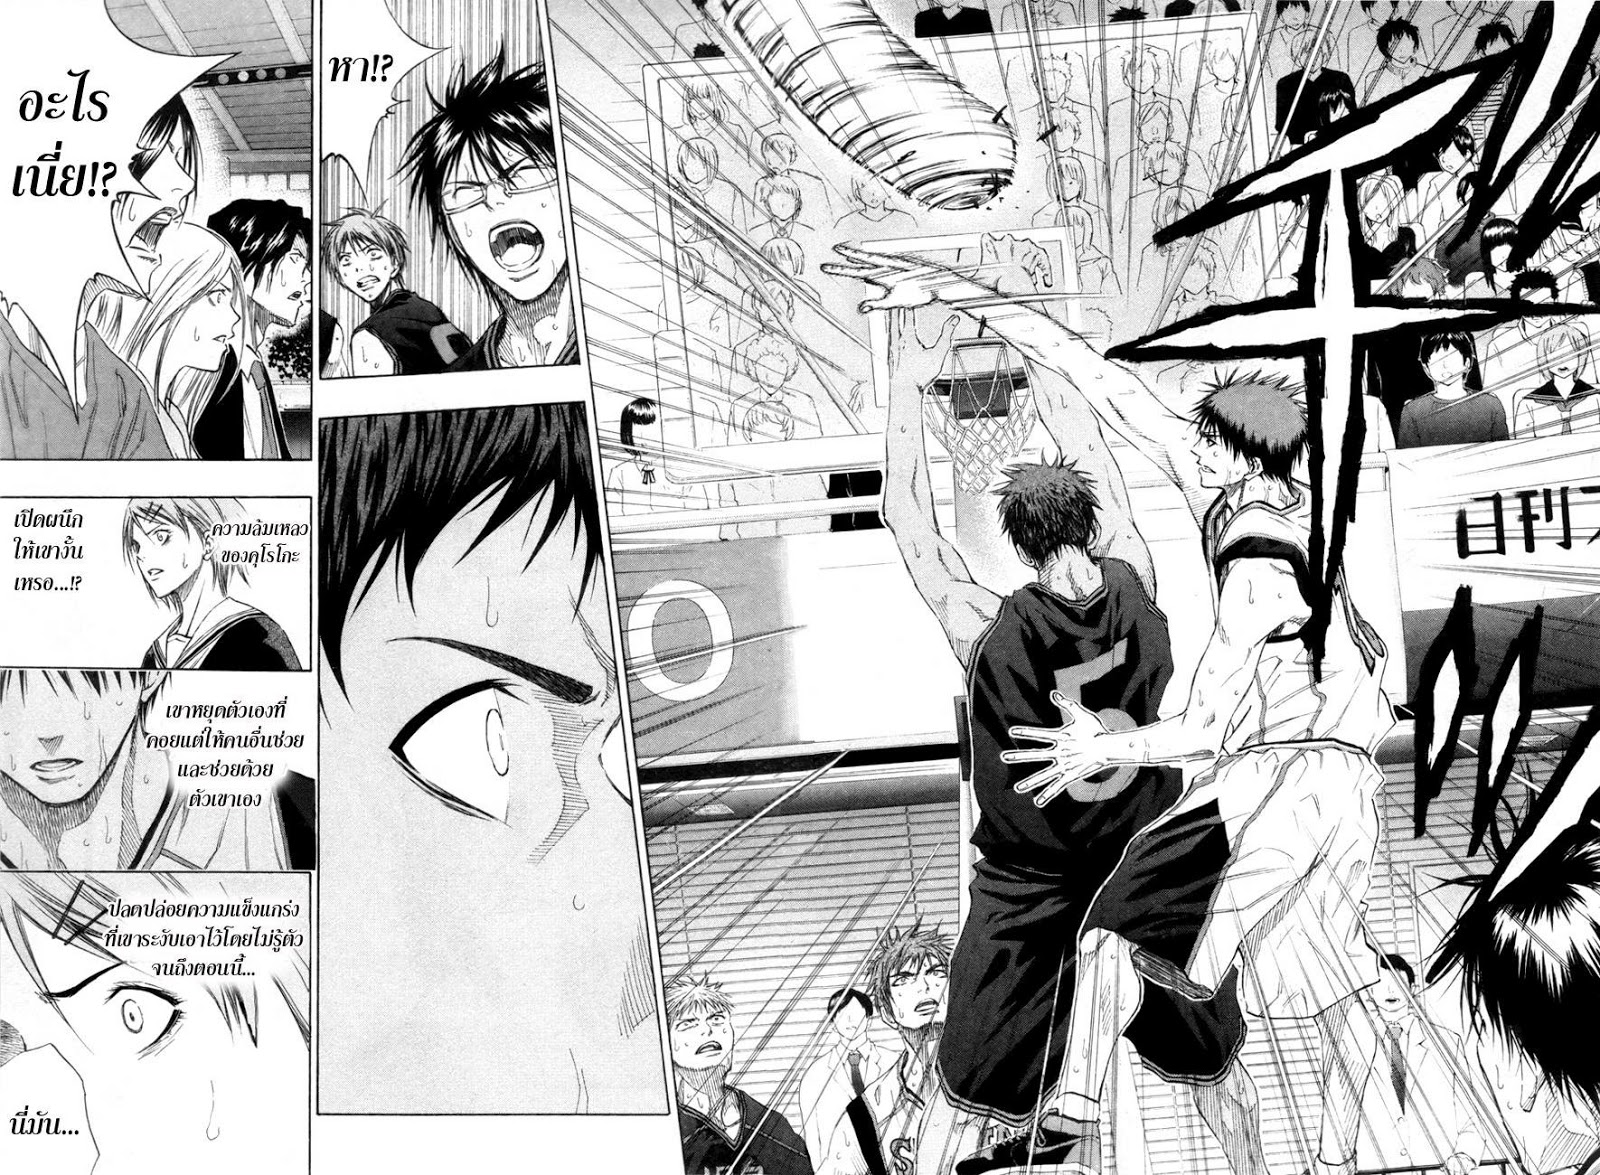 หา!?
อะไร
เนี่ย!?
ความล้มเหลว
ของคุโรโกะ
เปิดผนึก
ให้เขางั้น
เหรอ...!?
เขาหยุดตัวเองที่
คอยแต่ให้คนอื่นช่วย
และช่วยด้วย
ตัวเขาเอง
ปลดปล่อยความแข็งแกร่ง
ที่เขาระงับเอาไว้โดยไม่รู้ตัว
จนถึงตอนนี้...
นี่มัน...
日刊ス